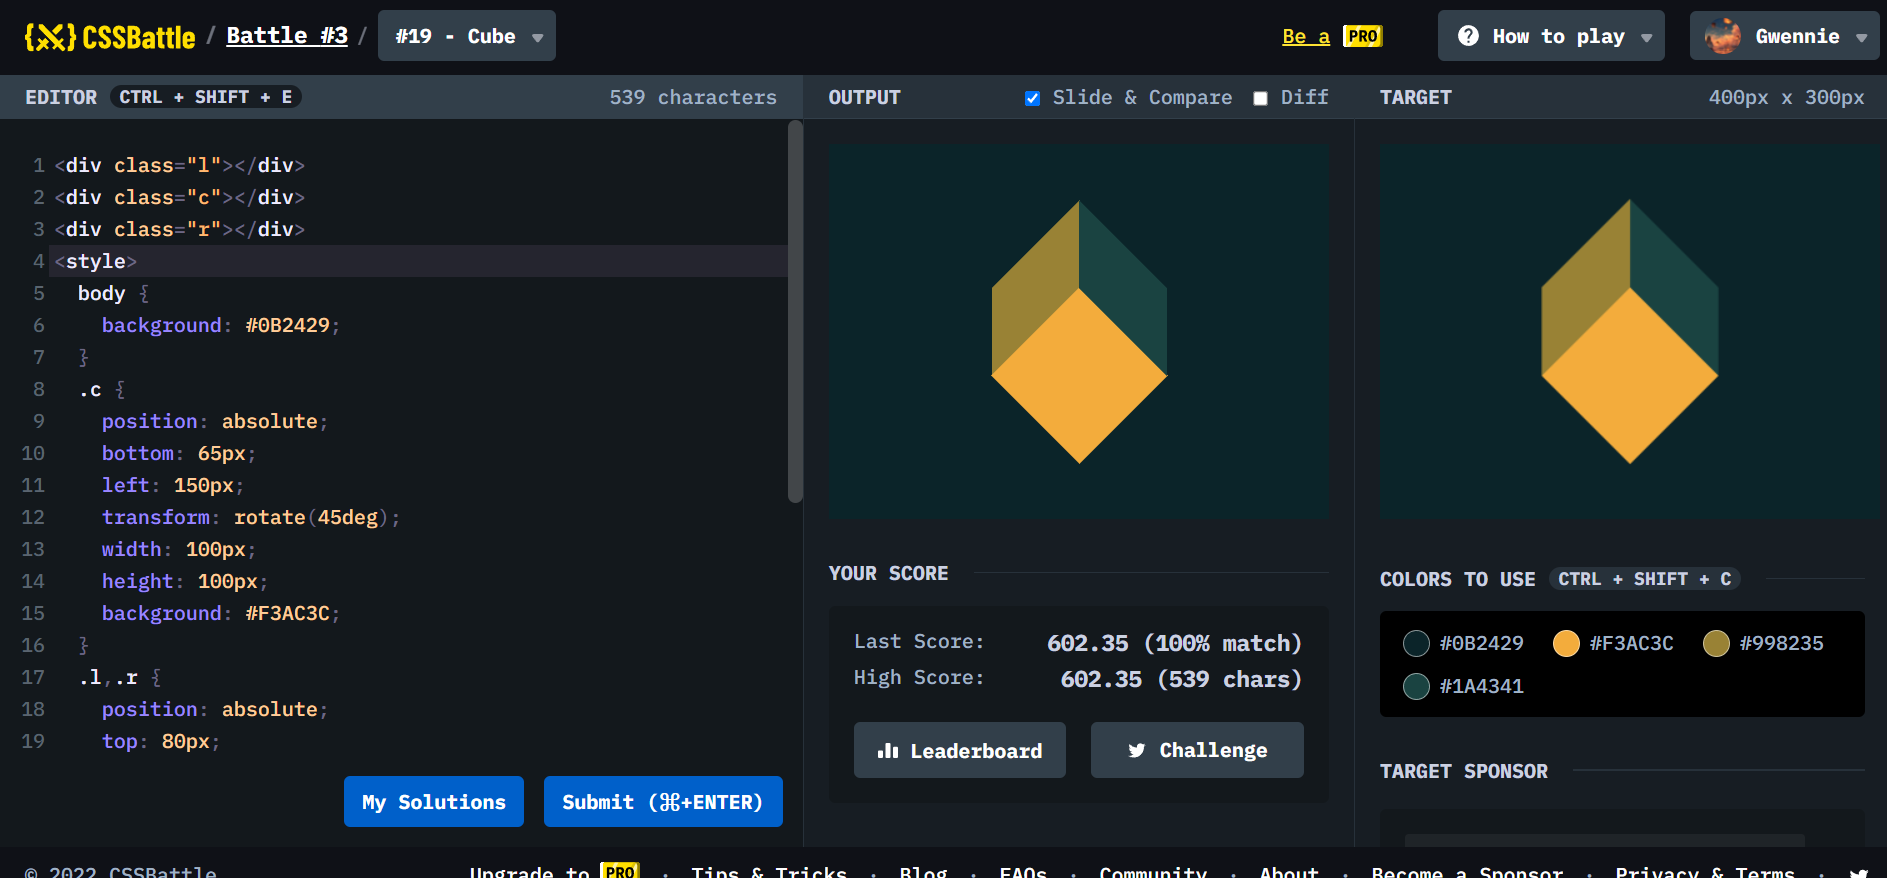 CSSBattle / Battle #3 / #19 - Cube
Be a PRO
How to play
Gwennie
EDITOR CTRL + SHIFT + E 539 characters
OUTPUT Slide & Compare Diff
TARGET 400px x 300px
1 <div class="l"></div>
2 <div class="c"></div>
3 <div class="r"></div>
4 <style>
5 body {
6 background: #0B2429;
7 }
8 .c {
9 position: absolute;
10 bottom: 65px;
11 left: 150px;
12 transform: rotate(45deg);
13 width: 100px;
14 height: 100px;
15 background: #F3AC3C;
16 }
17 .l,.r {
18 position: absolute;
19 top: 80px;
My Solutions
Submit (⌘+ENTER)
YOUR SCORE
Last Score: 602.35 (100% match)
High Score: 602.35 (539 chars)
Leaderboard
Challenge
COLORS TO USE CTRL + SHIFT + C
#0B2429 #F3AC3C #998235
#1A4341
TARGET SPONSOR
© 2022 CSSBattle
Upgrade to PRO · Tips & Tricks · Blog · FAQs · Community · About · Become a Sponsor · Privacy & Terms ·